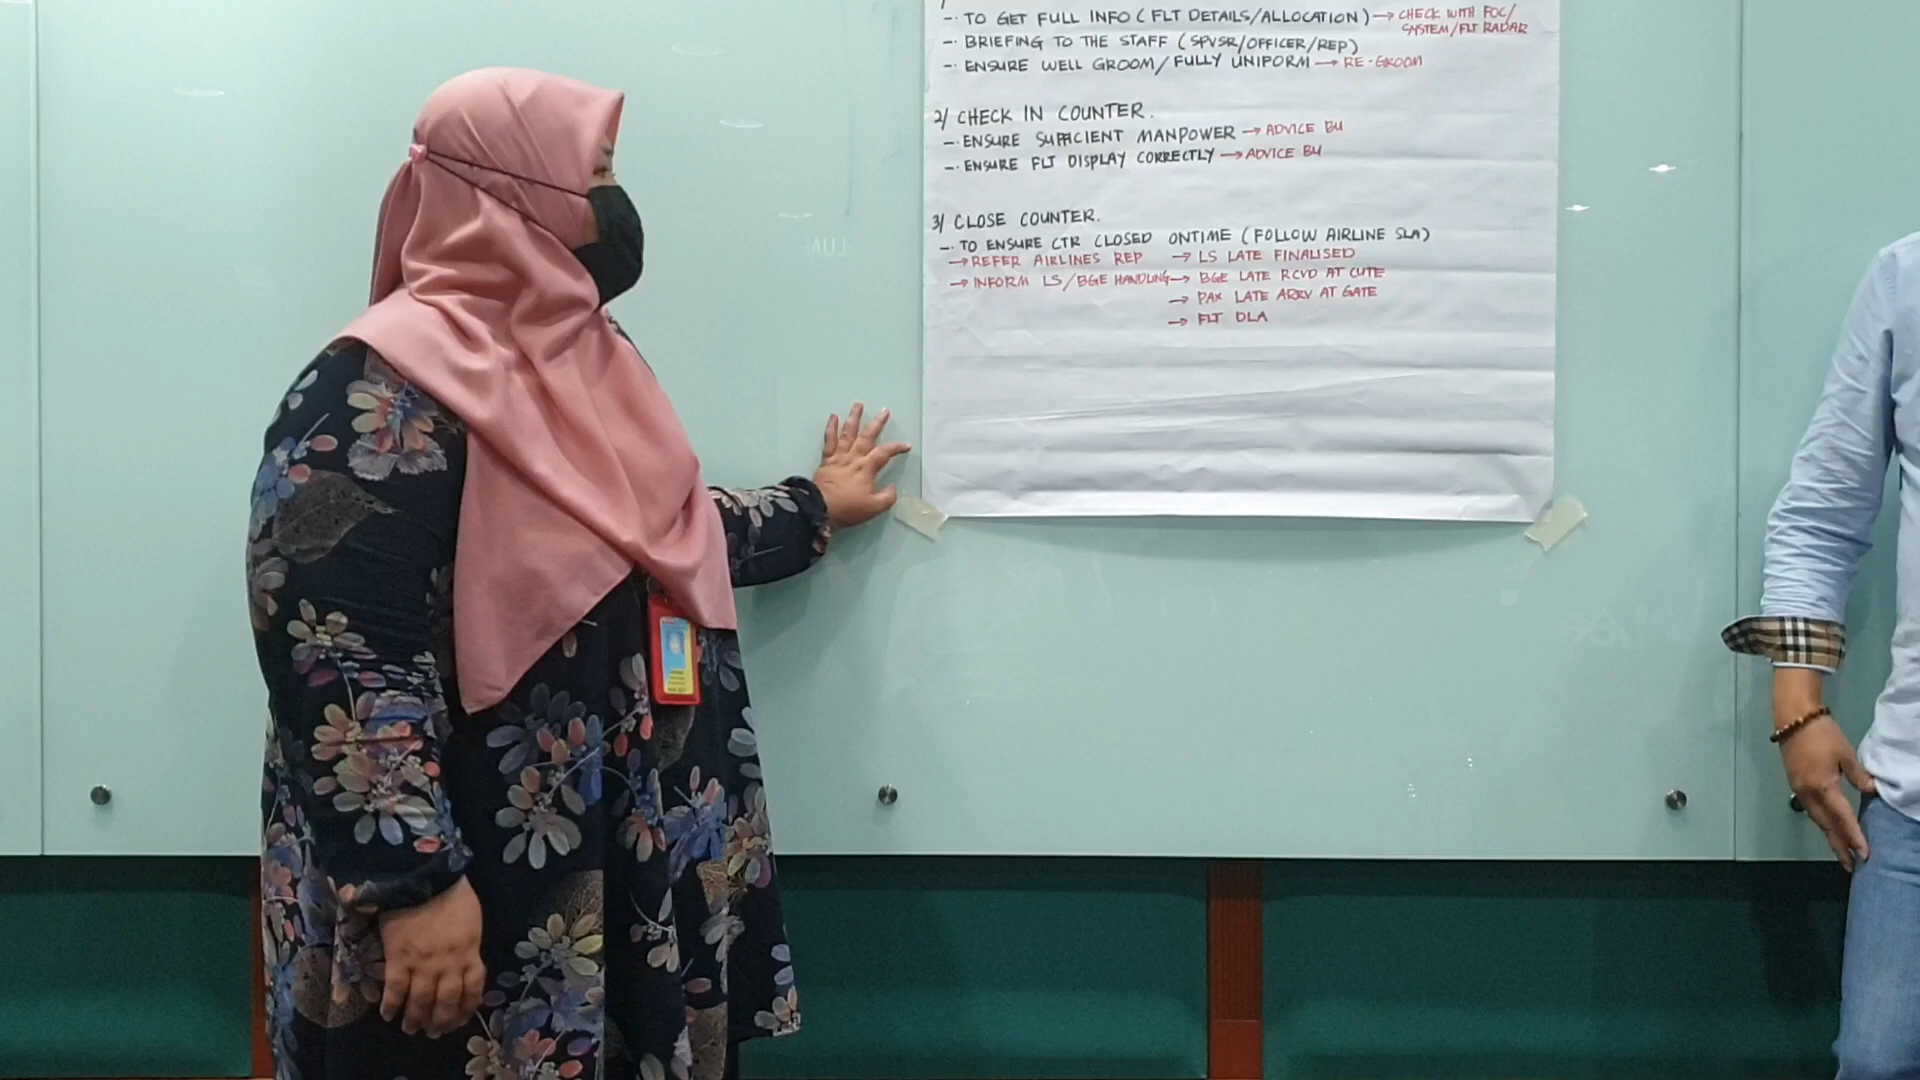 -. TO GET FULL INFO (FLT DETAILS/ALLOCATION) → CHECK WITH FOC/
SYSTEM/FLT RADAR
-. BRIEFING TO THE STAFF (SPVSR/OFFICER/REP)
-. ENSURE WELL GROOM/FULLY UNIFORM → RE-GROOM
2/ CHECK IN COUNTER.
-. ENSURE SUFFICIENT MANPOWER → ADVICE BU
-. ENSURE FLT DISPLAY CORRECTLY → ADVICE BU
3/ CLOSE COUNTER.
-. TO ENSURE CTR CLOSED ONTIME (FOLLOW AIRLINE SLA)
→ REFER AIRLINES REP → LS LATE FINALISED
→ INFORM LS/BGE HANDLING → BGE LATE RCVD AT CUTE
→ PAX LATE ARRV AT GATE
→ FLT DLA